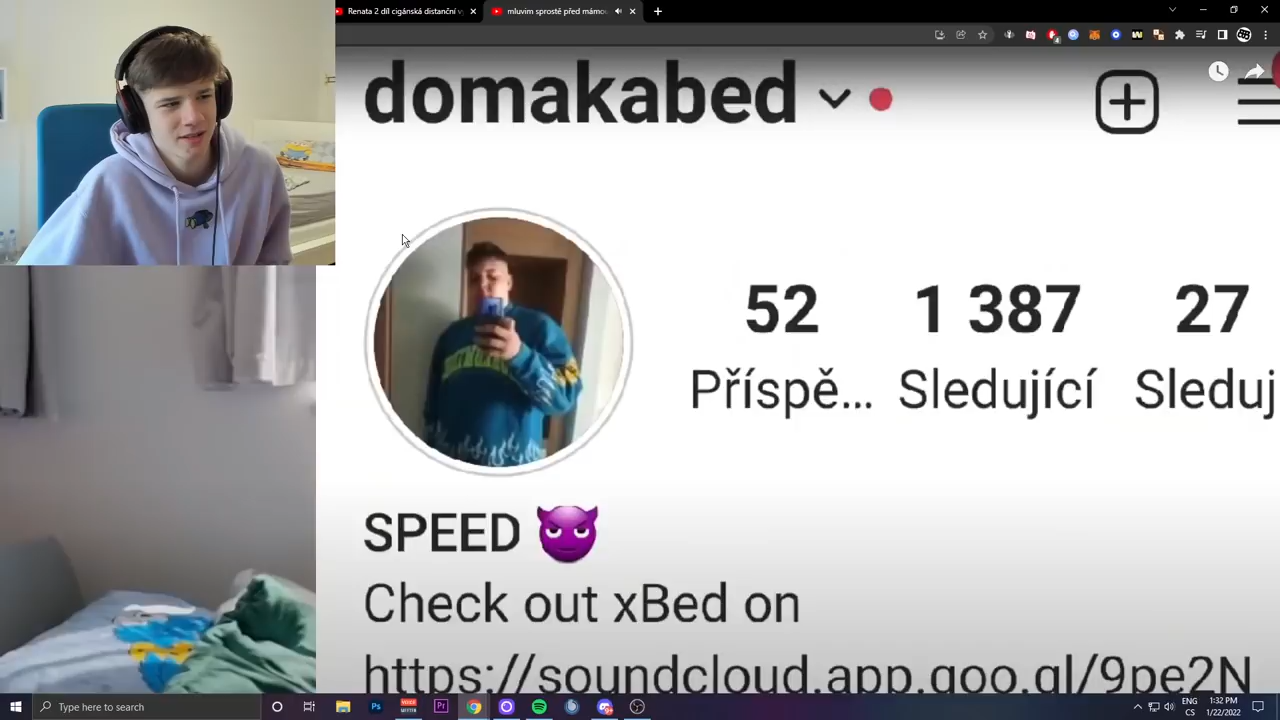 Renata 2 díl cigánská distanční v
mluvim sprostě před mámou
domakabed
52 1 387 27
Příspě... Sledující Sleduj
SPEED 😈
Check out xBed on
https://soundcloud.app.goo.gl/9pe2N
Type here to search
ENG
CS
1:32 PM
1/22/2022